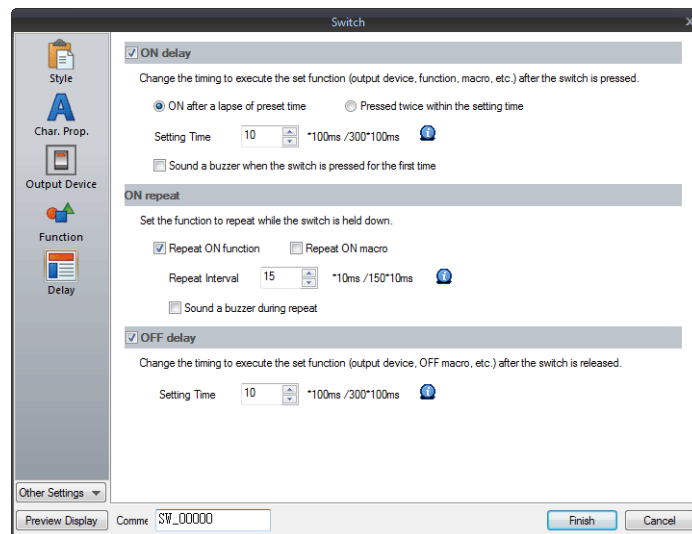 Switch
Style
Char. Prop.
Output Device
Function
Delay
ON delay
Change the timing to execute the set function (output device, function, macro, etc.) after the switch is pressed.
ON after a lapse of preset time Pressed twice within the setting time
Setting Time 10 *100ms /300*100ms
Sound a buzzer when the switch is pressed for the first time
ON repeat
Set the function to repeat while the switch is held down.
Repeat ON function Repeat ON macro
Repeat Interval 15 *10ms /150*10ms
Sound a buzzer during repeat
OFF delay
Change the timing to execute the set function (output device, OFF macro, etc.) after the switch is released.
Setting Time 10 *100ms /300*100ms
Other Settings
Preview Display Comme SW_00000 Finish Cancel